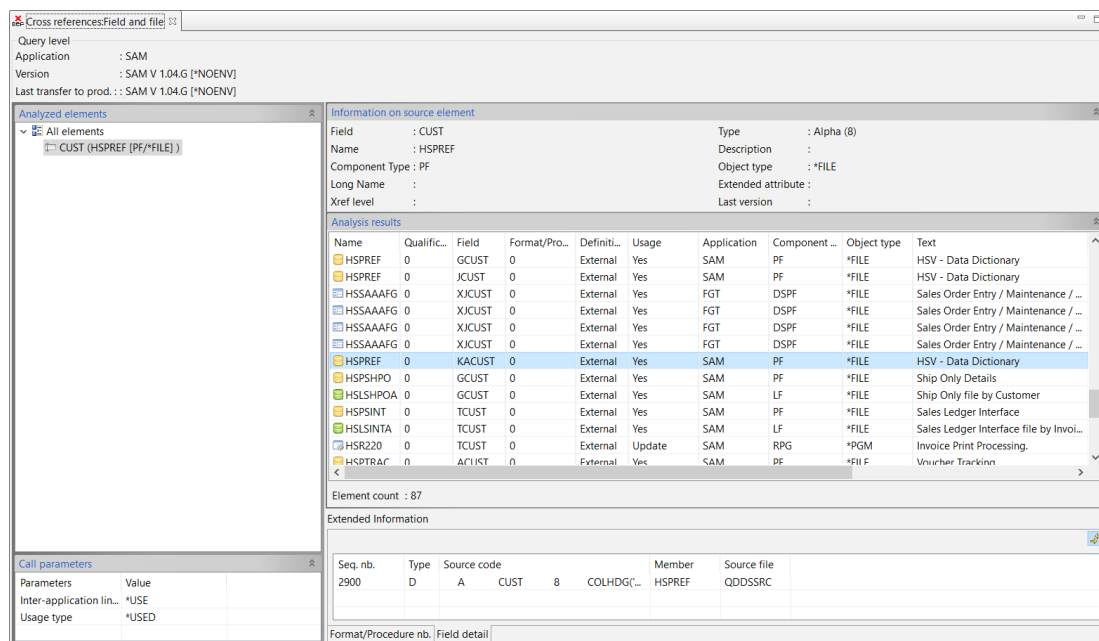 Cross references:Field and file
Query level
Application : SAM
Version : SAM V 1.04.G [*NOENV]
Last transfer to prod. : : SAM V 1.04.G [*NOENV]
Analyzed elements
All elements
CUST (HSPREF [PF/*FILE] )
Information on source element
Field : CUST Type : Alpha (8)
Name : HSPREF Description :
Component Type : PF Object type : *FILE
Long Name : Extended attribute :
Xref level : Last version :
Analysis results
Name Qualific... Field Format/Pro... Definiti... Usage Application Component ... Object type Text
HSPREF 0 GCUST 0 External Yes SAM PF *FILE HSV - Data Dictionary
HSPREF 0 JCUST 0 External Yes SAM PF *FILE HSV - Data Dictionary
HSSAAAFG 0 XJCUST 0 External Yes FGT DSPF *FILE Sales Order Entry / Maintenance / ...
HSSAAAFG 0 XJCUST 0 External Yes FGT DSPF *FILE Sales Order Entry / Maintenance / ...
HSSAAAFG 0 XJCUST 0 External Yes FGT DSPF *FILE Sales Order Entry / Maintenance / ...
HSSAAAFG 0 XJCUST 0 External Yes FGT DSPF *FILE Sales Order Entry / Maintenance / ...
HSPREF 0 KACUST 0 External Yes SAM PF *FILE HSV - Data Dictionary
HSPSHPO 0 GCUST 0 External Yes SAM PF *FILE Ship Only Details
HSLSHPOA 0 GCUST 0 External Yes SAM LF *FILE Ship Only file by Customer
HSPSINT 0 TCUST 0 External Yes SAM PF *FILE Sales Ledger Interface
HSLSINTA 0 TCUST 0 External Yes SAM LF *FILE Sales Ledger Interface file by Invoi...
HSR220 0 TCUST 0 External Update SAM RPG *PGM Invoice Print Processing.
HSPTRAC 0 ACUST 0 External Yes SAM PF *FILE Voucher Tracking
Element count : 87
Extended Information
Seq. nb. Type Source code Member Source file
2900 D A CUST 8 COLHDG('... HSPREF QDDSSRC
Format/Procedure nb. Field detail
Call parameters
Parameters Value
Inter-application lin... *USE
Usage type *USED